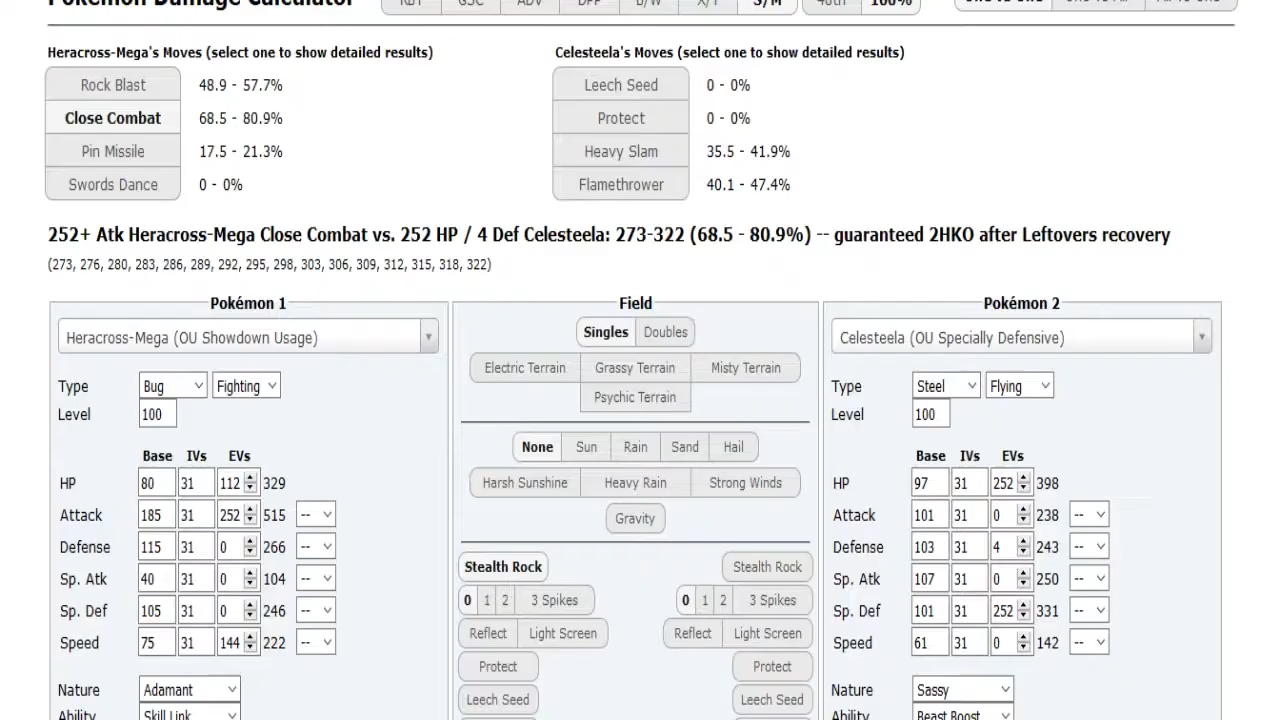 Pokémon Damage Calculator RBY GSC ADV DPP B/W X/Y S/M 48th 100% One vs One
Heracross-Mega's Moves (select one to show detailed results) Celesteela's Moves (select one to show detailed results)
Rock Blast 48.9 - 57.7% Leech Seed 0 - 0%
Close Combat 68.5 - 80.9% Protect 0 - 0%
Pin Missile 17.5 - 21.3% Heavy Slam 35.5 - 41.9%
Swords Dance 0 - 0% Flamethrower 40.1 - 47.4%
252+ Atk Heracross-Mega Close Combat vs. 252 HP / 4 Def Celesteela: 273-322 (68.5 - 80.9%) -- guaranteed 2HKO after Leftovers recovery
(273, 276, 280, 283, 286, 289, 292, 295, 298, 303, 306, 309, 312, 315, 318, 322)
Pokémon 1 Field Pokémon 2
Heracross-Mega (OU Showdown Usage) Singles Doubles Celesteela (OU Specially Defensive)
Electric Terrain Grassy Terrain Misty Terrain
Type Bug Fighting Psychic Terrain Type Steel Flying
Level 100 Level 100
None Sun Rain Sand Hail
Base IVs EVs Base IVs EVs
HP 80 31 112 329 Harsh Sunshine Heavy Rain Strong Winds HP 97 31 252 398
Attack 185 31 252 515 -- Gravity Attack 101 31 0 238 --
Defense 115 31 0 266 -- Defense 103 31 4 243 --
Stealth Rock Stealth Rock
Sp. Atk 40 31 0 104 -- Sp. Atk 107 31 0 250 --
0 1 2 3 Spikes 0 1 2 3 Spikes
Sp. Def 105 31 0 246 -- Sp. Def 101 31 252 331 --
Reflect Light Screen Reflect Light Screen
Speed 75 31 144 222 -- Speed 61 31 0 142 --
Protect Protect
Nature Adamant Leech Seed Leech Seed Nature Sassy
Ability Skill Link Ability Beast Boost